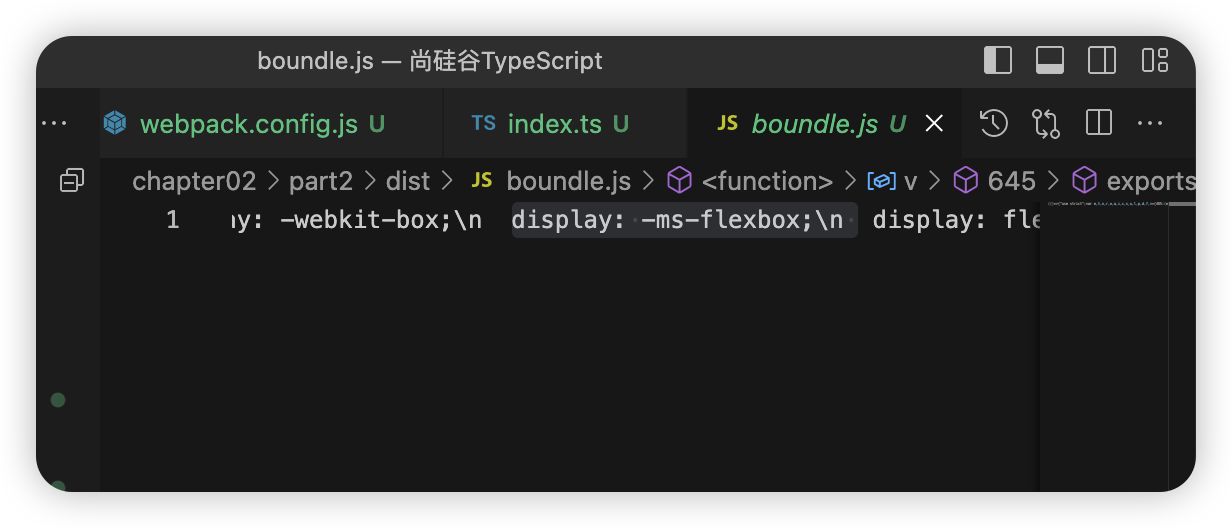 boundle.js — 尚硅谷TypeScript
webpack.config.js U TS index.ts U JS boundle.js U
chapter02 > part2 > dist > JS boundle.js > <function> > v > 645 > exports
1 y: -webkit-box;\n display: -ms-flexbox;\n display: fle